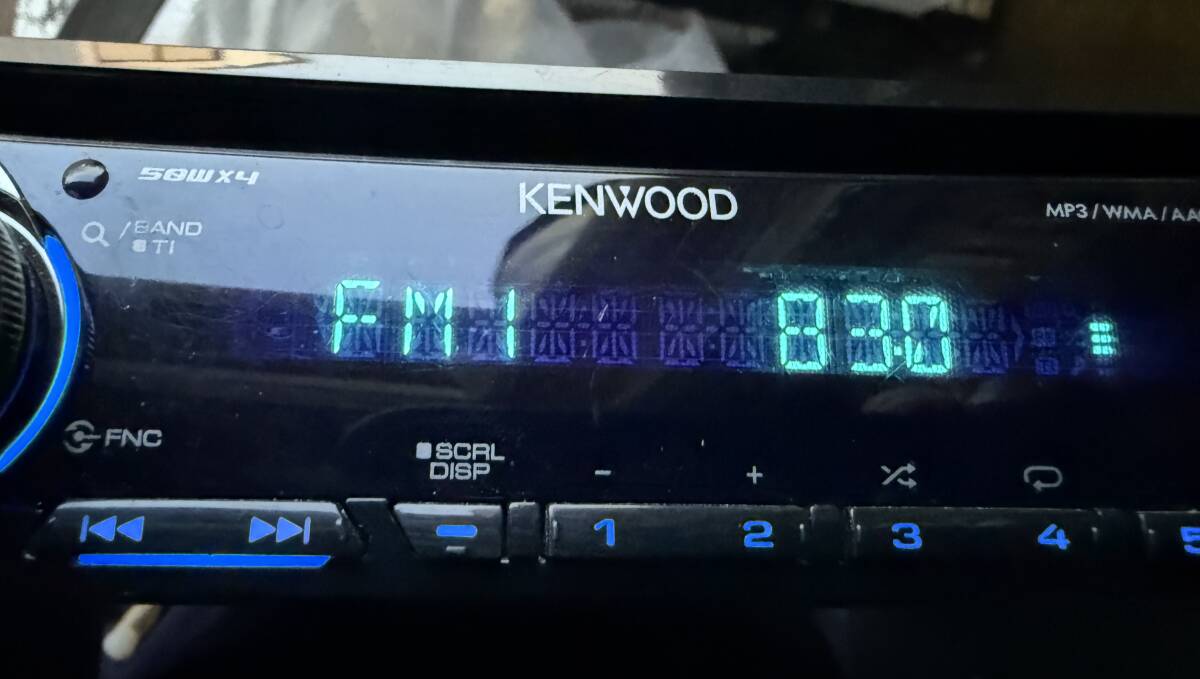 50W×4
KENWOOD
MP3/WMA/AA
/BAND
TI
FM1 83.0
FNC
SCRL
DISP
- +
1 2 3 4 5